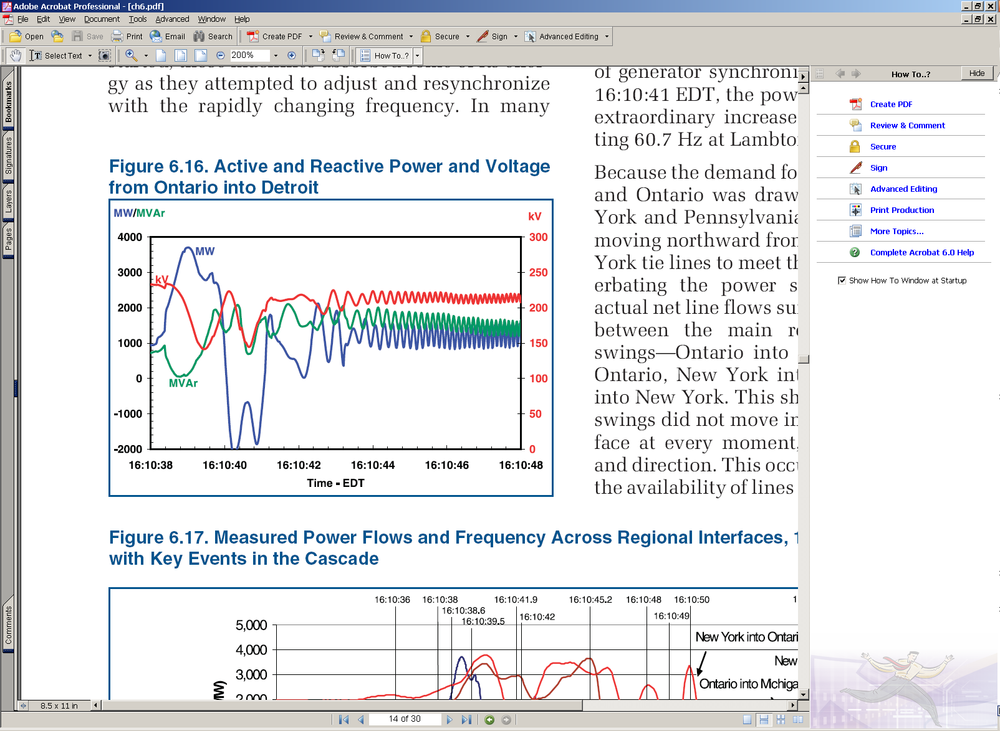 Adobe Acrobat Professional - [ch6.pdf]
File Edit View Document Tools Advanced Window Help
Open Save Print Email Search Create PDF Review & Comment Secure Sign Advanced Editing
Select Text 200% How To..?
Bookmarks
Signatures
Layers
Pages
Comments
gy as they attempted to adjust and resynchronize
with the rapidly changing frequency. In many
Figure 6.16. Active and Reactive Power and Voltage
from Ontario into Detroit
MW/MVAr
kV
4000
3000
2000
1000
0
-1000
-2000
300
250
200
150
100
50
0
MW
kV
MVAr
16:10:38 16:10:40 16:10:42 16:10:44 16:10:46 16:10:48
Time - EDT
of generator synchroni
16:10:41 EDT, the pow
extraordinary increase
ting 60.7 Hz at Lambto
Because the demand fo
and Ontario was draw
York and Pennsylvania
moving northward fron
York tie lines to meet th
erbating the power s
actual net line flows su
between the main re
swings—Ontario into
Ontario, New York int
into New York. This sh
swings did not move in
face at every moment,
and direction. This occu
the availability of lines
Figure 6.17. Measured Power Flows and Frequency Across Regional Interfaces, 1
with Key Events in the Cascade
16:10:36 16:10:38 16:10:41.9 16:10:45.2 16:10:48 16:10:50 1
16:10:38.6
16:10:39.5 16:10:42 16:10:49
5,000
4,000
3,000
2,000
MW)
New York into Ontari
New
Ontario into Michiga
How To..? Hide
Create PDF
Review & Comment
Secure
Sign
Advanced Editing
Print Production
More Topics...
Complete Acrobat 6.0 Help
Show How To Window at Startup
8.5 x 11 in
14 of 30